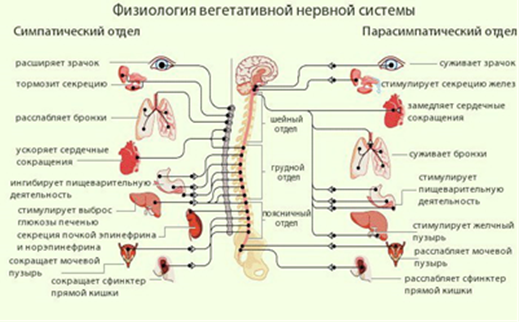 Физиология вегетативной нервной системы
Симпатический отдел
Парасимпатический отдел
расширяет зрачок
тормозит секрецию
расслабляет бронхи
ускоряет сердечные
сокращения
ингибирует пищеварительную
деятельность
стимулирует выброс
глюкозы печенью
секреция почкой эпинефрина
и норэпинефрина
сокращает мочевой
пузырь
сокращает сфинктер
прямой кишки
шейный
отдел
грудной
отдел
поясничный
отдел
суживает зрачок
стимулирует секрецию желез
замедляет сердечные
сокращения
суживает бронхи
стимулирует
пищеварительную
деятельность
стимулирует желчный
пузырь
расслабляет мочевой
пузырь
расслабляет сфинктер
прямой кишки